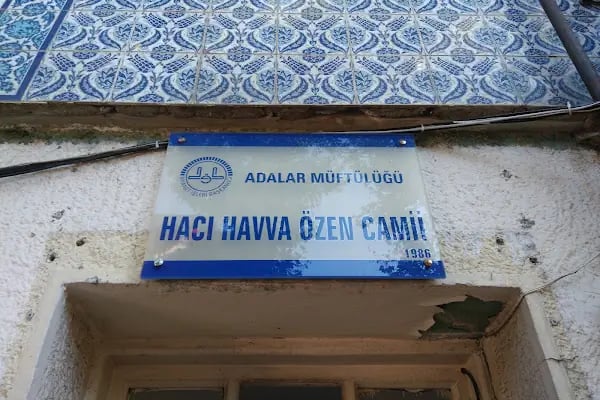 ADALAR MÜFTÜLÜĞÜ
HACI HAVVA ÖZEN CAMİİ
1986